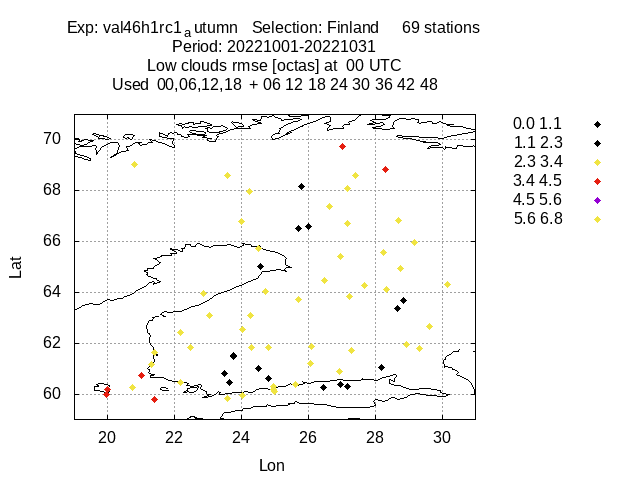 Exp: val46h1rc1 a utumn Selection: Finland 69 stations
Period: 20221001-20221031
Low clouds rmse [octas] at 00 UTC
Used 00,06,12,18 + 06 12 18 24 30 36 42 48
0.0 1.1
1.1 2.3
2.3 3.4
3.4 4.5
4.5 5.6
5.6 6.8
70
68
66
64
62
60
Lat
20 22 24 26 28 30
Lon